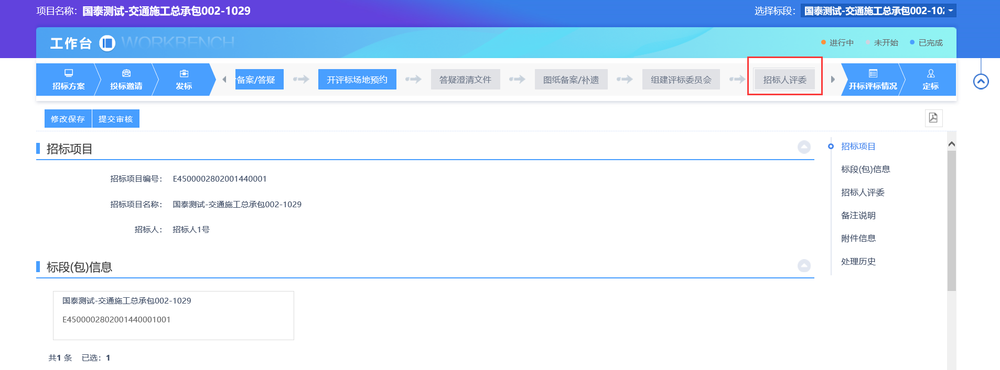 项目名称：国泰测试-交通施工总承包002-1029
选择标段：国泰测试-交通施工总承包002-102
工作台 WORKBENCH
进行中 未开始 已完成
招标方案 投标邀请 发标 备案/答疑 开评标场地预约 答疑澄清文件 图纸备案/补遗 组建评标委员会 招标人评委 开标评标情况 定标
修改保存 提交审核
招标项目
招标项目编号： E4500002802001440001
招标项目名称： 国泰测试-交通施工总承包002-1029
招标人： 招标人1号
标段(包)信息
国泰测试-交通施工总承包002-1029
E4500002802001440001001
共1 条 已选：1
招标项目
标段(包)信息
招标人评委
备注说明
附件信息
处理历史